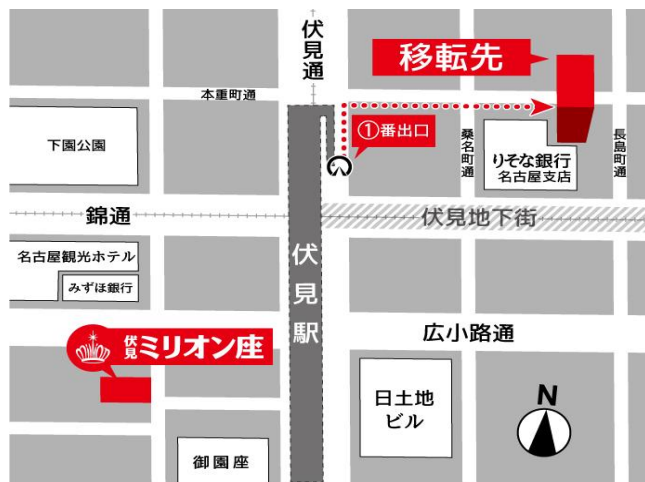 伏見通
移転先
本重町通
①番出口
下園公園
桑名町通
りそな銀行
名古屋支店
長島町通
錦通
伏見地下街
名古屋観光ホテル
みずほ銀行
伏見駅
伏見ミリオン座
広小路通
日土地
ビル
N
御園座